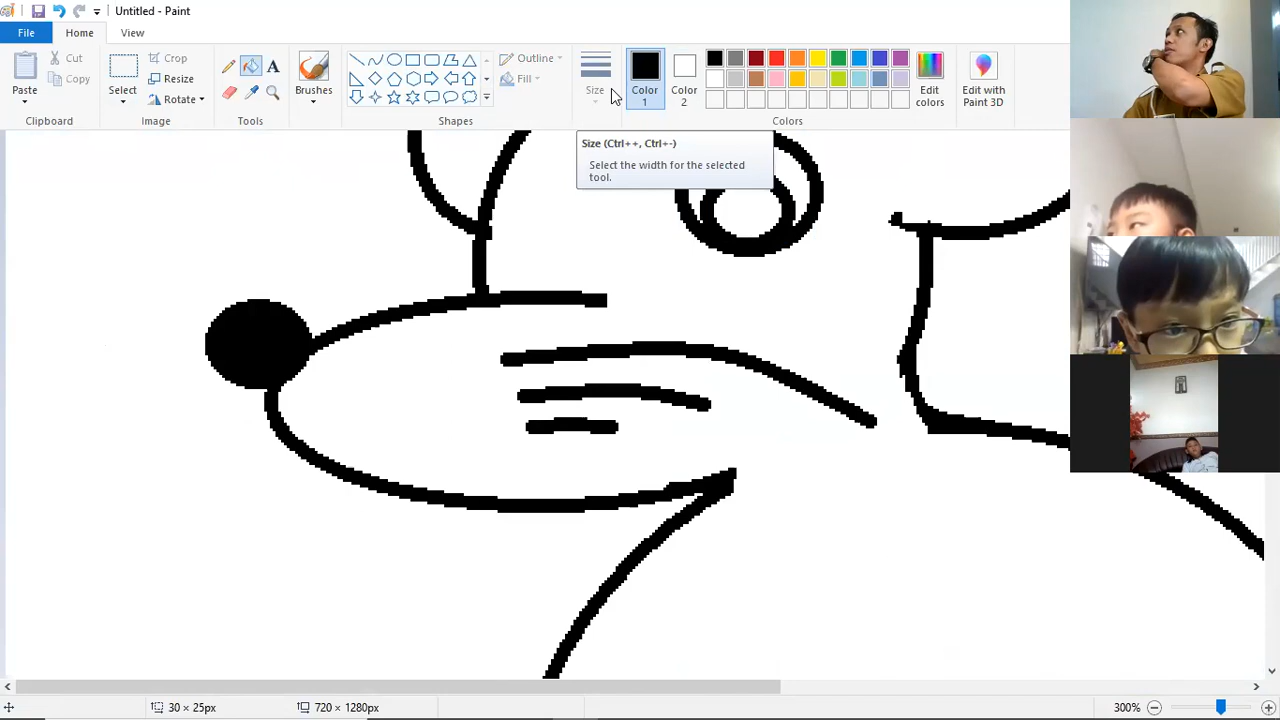 Untitled - Paint
File
Home
View
Paste
Cut
Copy
Clipboard
Select
Crop
Resize
Rotate
Image
A
Tools
Brushes
Shapes
Outline
Fill
Size
Color
1
Color
2
Colors
Edit
colors
Edit with
Paint 3D
Size (Ctrl++, Ctrl+-)
Select the width for the selected
tool.
30 × 25px
720 × 1280px
300%